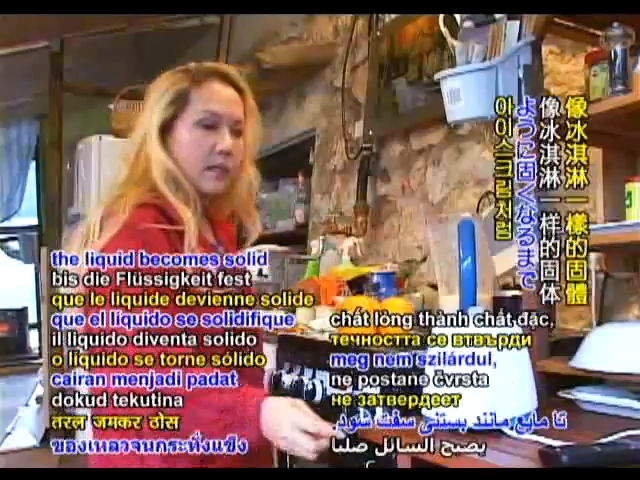 像冰淇淋一樣的固體
像冰淇淋一样的固体
ように固くなるまで
아이스크림처럼
the liquid becomes solid
bis die Flüssigkeit fest
que le liquide devienne solide
que el líquido se solidifique
il liquido diventa solido
o líquido se torne sólido
cairan menjadi padat
dokud tekutina
तरल जमकर ठोस
ของเหลวจนกระทั่งแข็ง
chất lỏng thành chất đặc,
течността се втвърди
meg nem szilárdul,
ne postane čvrsta
не затвердеет
تا مایع مانند بستنی سفت شود.
يصبح السائل صلبا